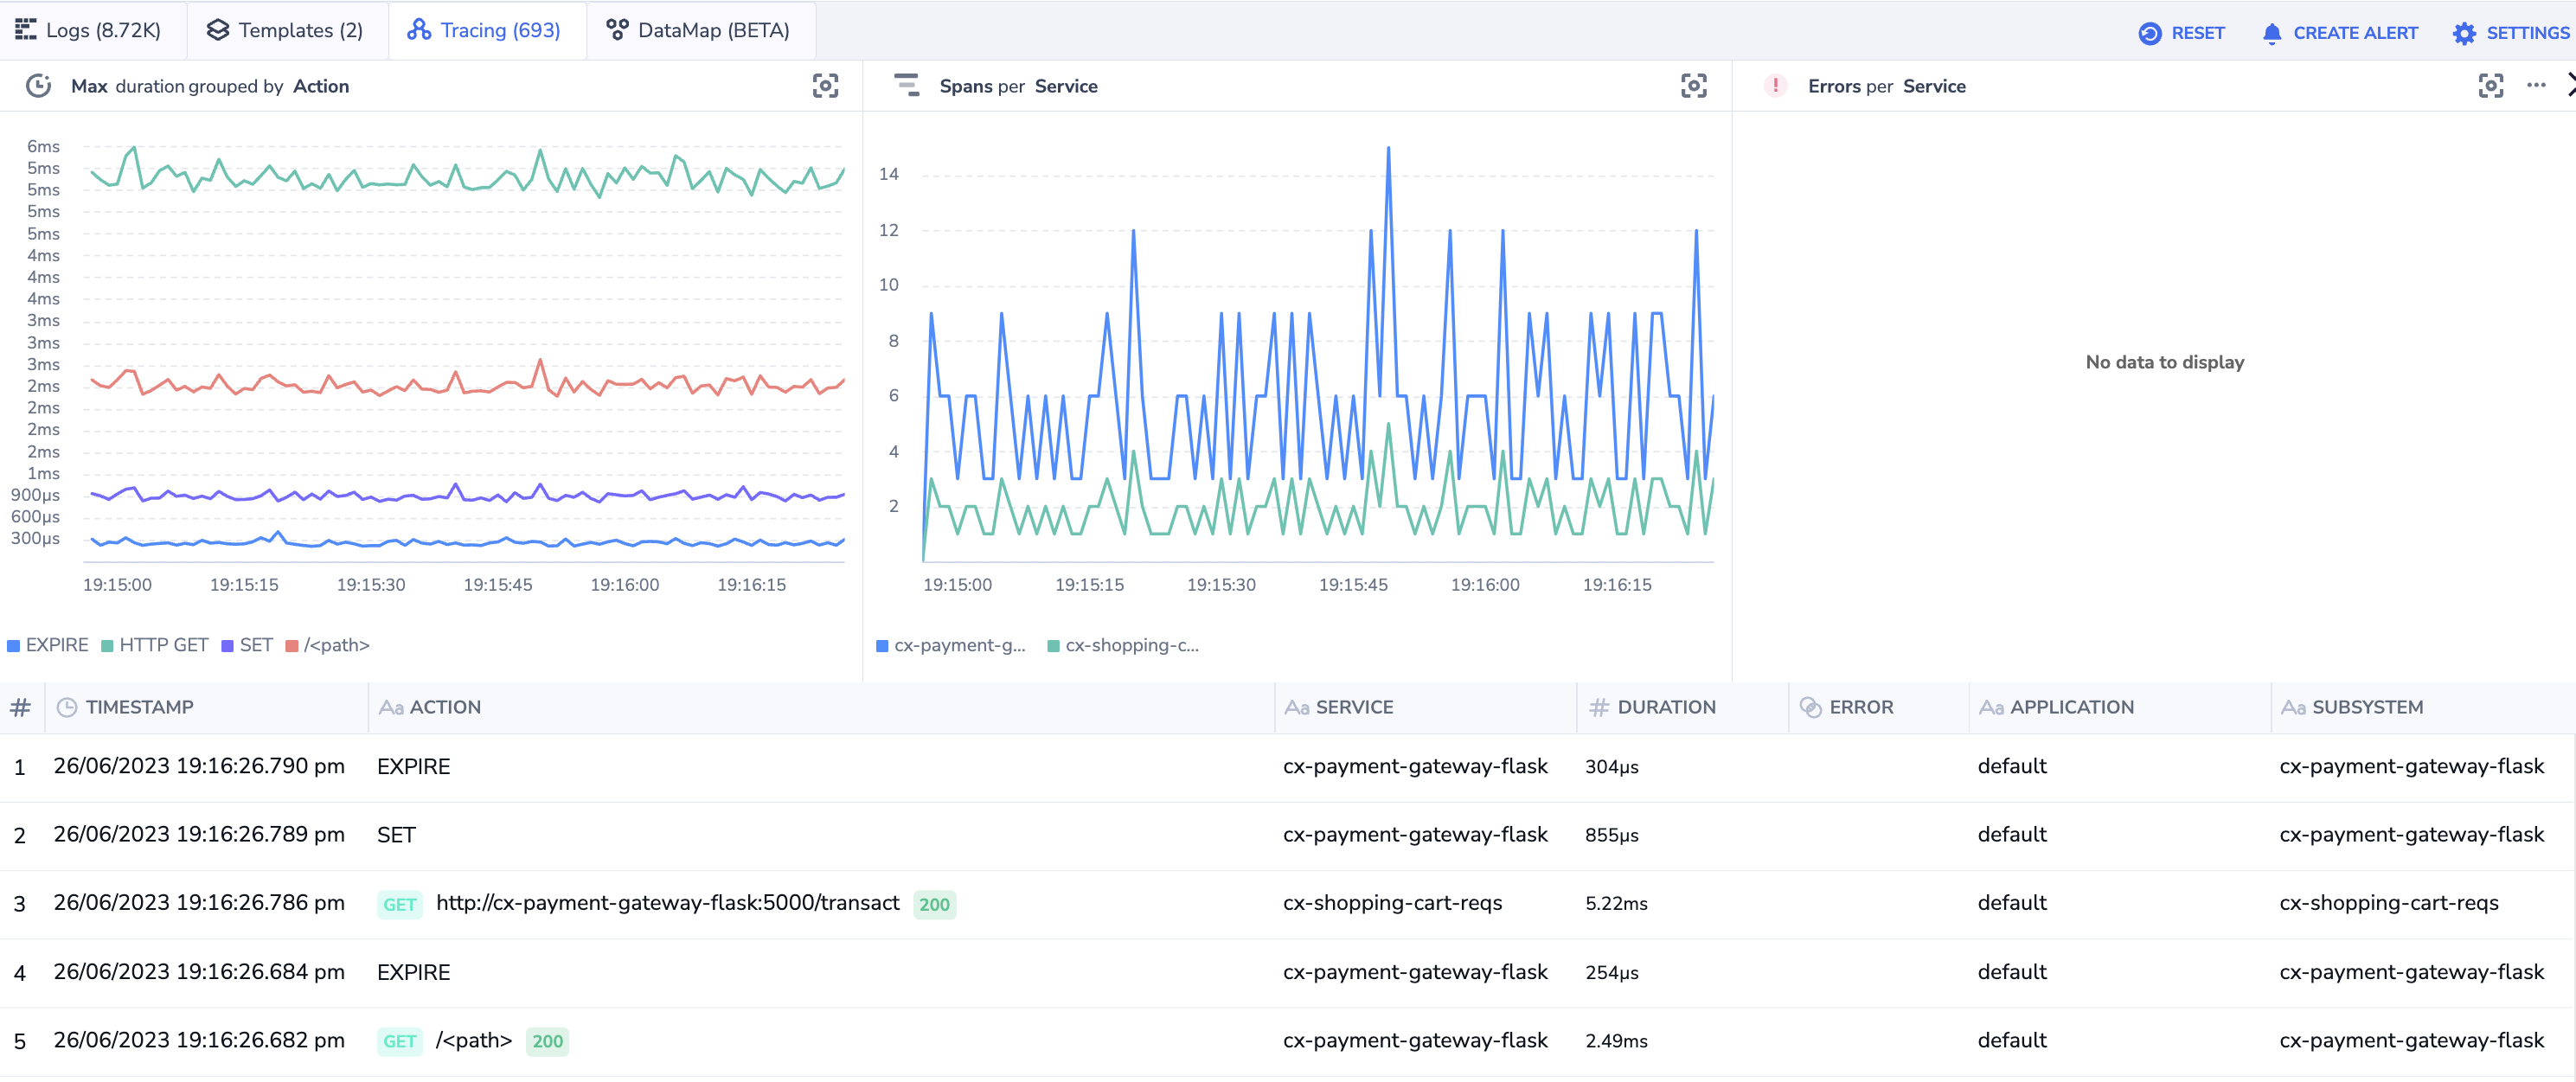 Logs (8.72K) Templates (2) Tracing (693) DataMap (BETA) RESET CREATE ALERT SETTINGS
Max duration grouped by Action
6ms
5ms
5ms
5ms
5ms
4ms
4ms
4ms
3ms
3ms
3ms
2ms
2ms
2ms
2ms
1ms
900µs
600µs
300µs
19:15:00 19:15:15 19:15:30 19:15:45 19:16:00 19:16:15
EXPIRE HTTP GET SET /<path>
Spans per Service
14
12
10
8
6
4
2
19:15:00 19:15:15 19:15:30 19:15:45 19:16:00 19:16:15
cx-payment-g... cx-shopping-c...
! Errors per Service ...
No data to display
# TIMESTAMP Aa ACTION Aa SERVICE # DURATION ERROR Aa APPLICATION Aa SUBSYSTEM
1 26/06/2023 19:16:26.790 pm EXPIRE cx-payment-gateway-flask 304µs default cx-payment-gateway-flask
2 26/06/2023 19:16:26.789 pm SET cx-payment-gateway-flask 855µs default cx-payment-gateway-flask
3 26/06/2023 19:16:26.786 pm GET http://cx-payment-gateway-flask:5000/transact 200 cx-shopping-cart-reqs 5.22ms default cx-shopping-cart-reqs
4 26/06/2023 19:16:26.684 pm EXPIRE cx-payment-gateway-flask 254µs default cx-payment-gateway-flask
5 26/06/2023 19:16:26.682 pm GET /<path> 200 cx-payment-gateway-flask 2.49ms default cx-payment-gateway-flask